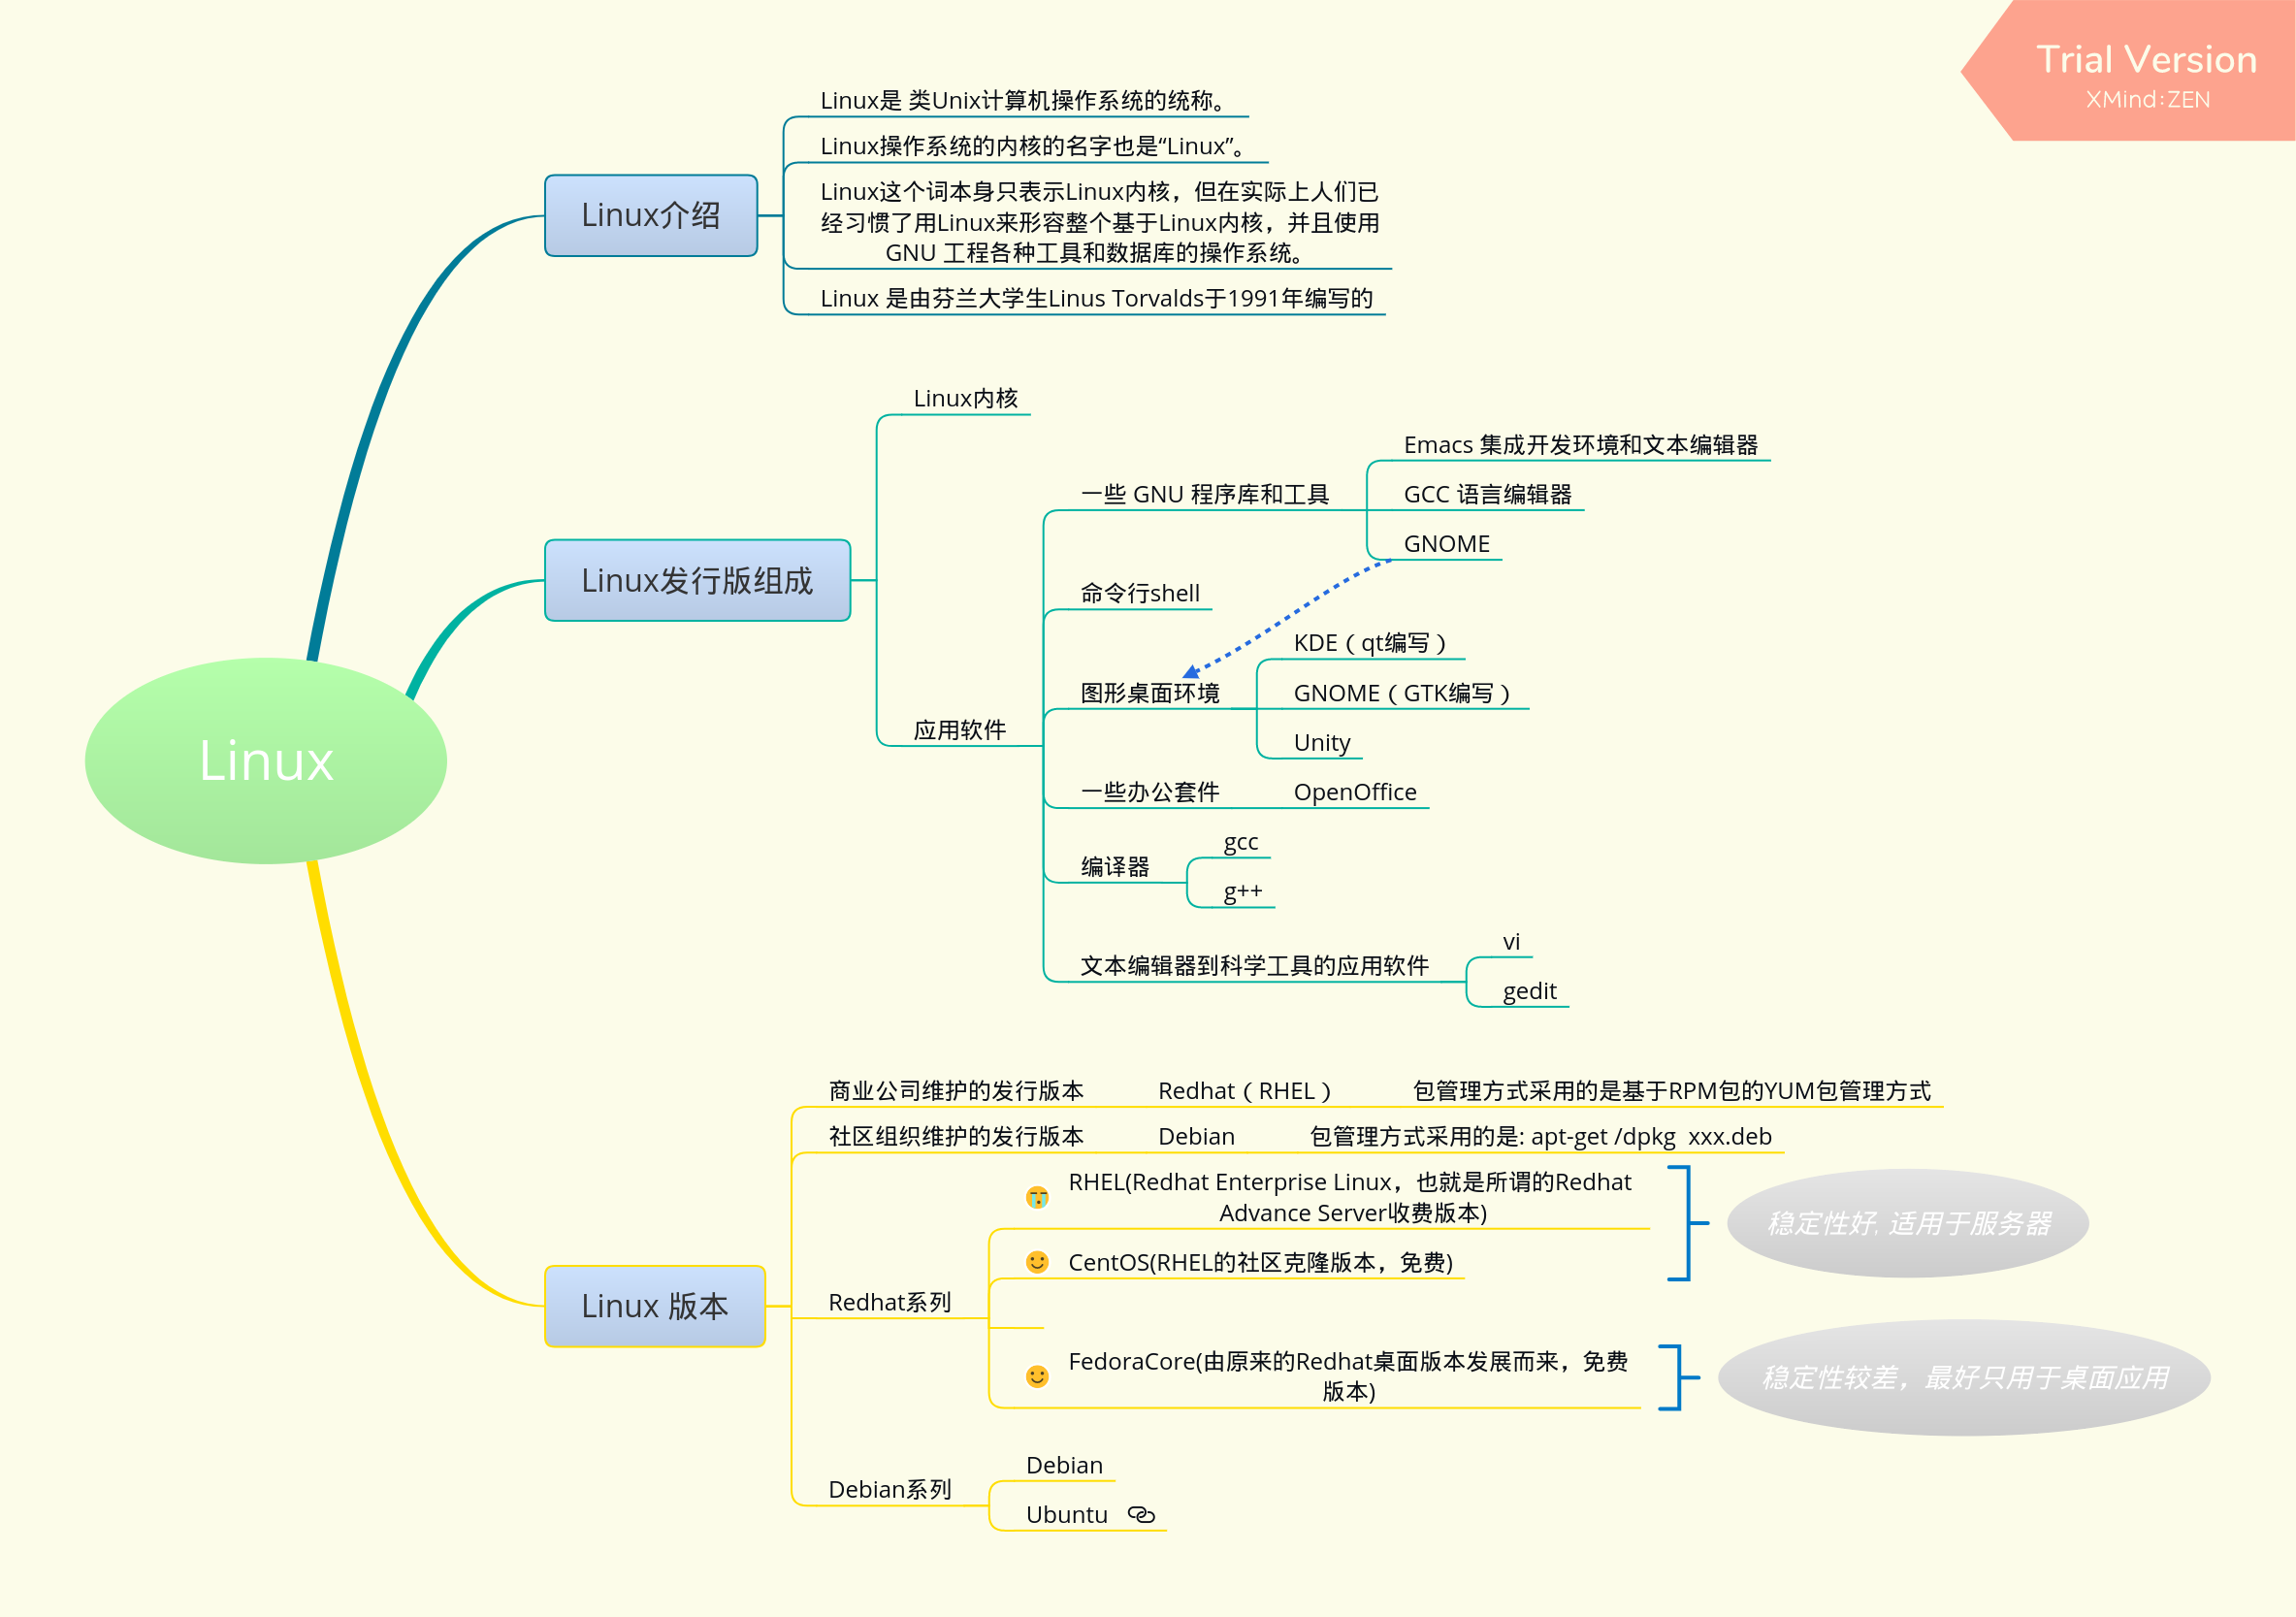 Trial Version
XMind:ZEN
Linux
Linux介绍
Linux是 类Unix计算机操作系统的统称。
Linux操作系统的内核的名字也是“Linux”。
Linux这个词本身只表示Linux内核，但在实际上人们已
经习惯了用Linux来形容整个基于Linux内核，并且使用
GNU 工程各种工具和数据库的操作系统。
Linux 是由芬兰大学生Linus Torvalds于1991年编写的
Linux发行版组成
Linux内核
应用软件
一些 GNU 程序库和工具
Emacs 集成开发环境和文本编辑器
GCC 语言编辑器
GNOME
命令行shell
图形桌面环境
KDE（qt编写）
GNOME（GTK编写）
Unity
一些办公套件
OpenOffice
编译器
gcc
g++
文本编辑器到科学工具的应用软件
vi
gedit
Linux 版本
商业公司维护的发行版本
Redhat（RHEL）
包管理方式采用的是基于RPM包的YUM包管理方式
社区组织维护的发行版本
Debian
包管理方式采用的是: apt-get /dpkg  xxx.deb
Redhat系列
RHEL(Redhat Enterprise Linux，也就是所谓的Redhat
Advance Server收费版本)
CentOS(RHEL的社区克隆版本，免费)
稳定性好, 适用于服务器
FedoraCore(由原来的Redhat桌面版本发展而来，免费
版本)
稳定性较差，最好只用于桌面应用
Debian系列
Debian
Ubuntu